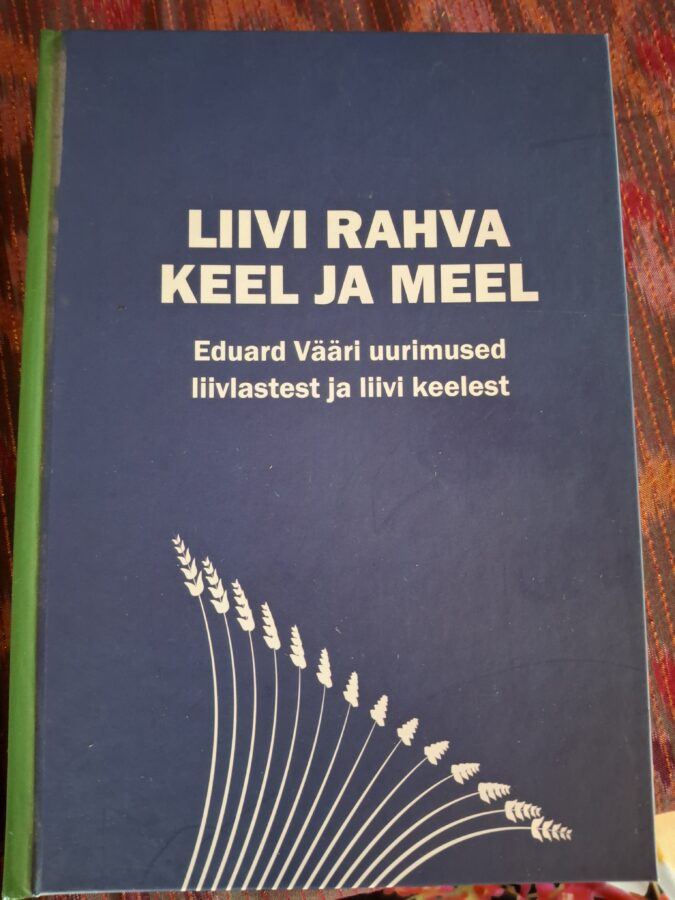 LIIVI RAHVA
KEEL JA MEEL
Eduard Vääri uurimused
liivlastest ja liivi keelest